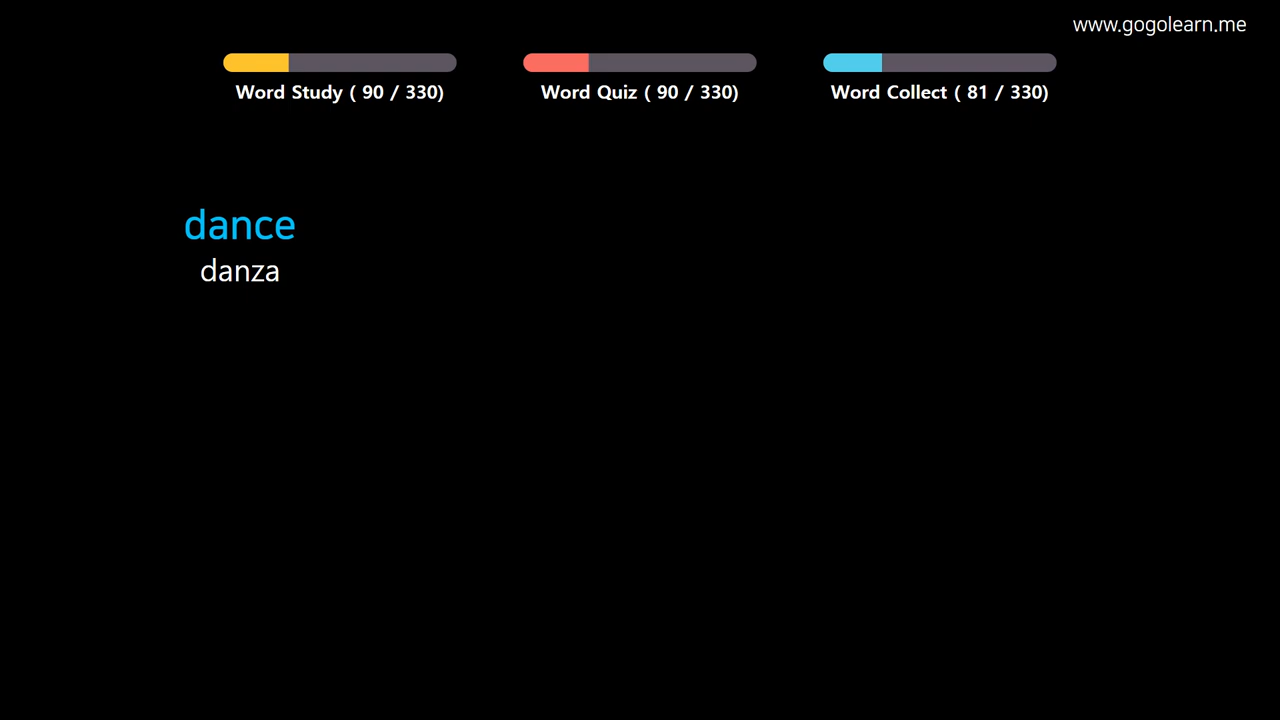 www.gogolearn.me
Word Study ( 90 / 330)
Word Quiz ( 90 / 330)
Word Collect ( 81 / 330)
dance
danza